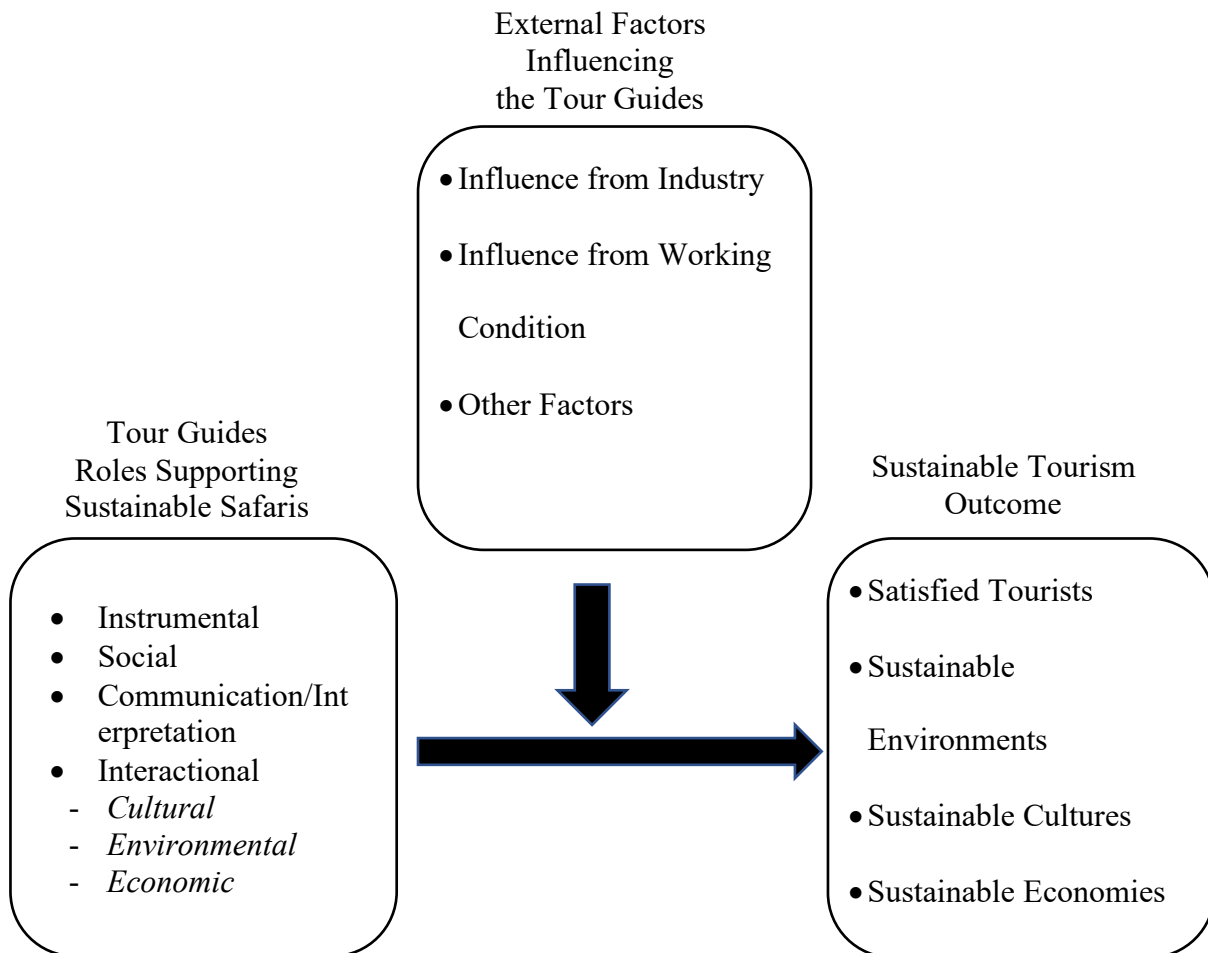 External Factors
Influencing
the Tour Guides
• Influence from Industry
• Influence from Working
Condition
• Other Factors
Tour Guides
Roles Supporting
Sustainable Safaris
• Instrumental
• Social
• Communication/Int
erpretation
• Interactional
- Cultural
- Environmental
- Economic
Sustainable Tourism
Outcome
• Satisfied Tourists
• Sustainable
Environments
• Sustainable Cultures
• Sustainable Economies